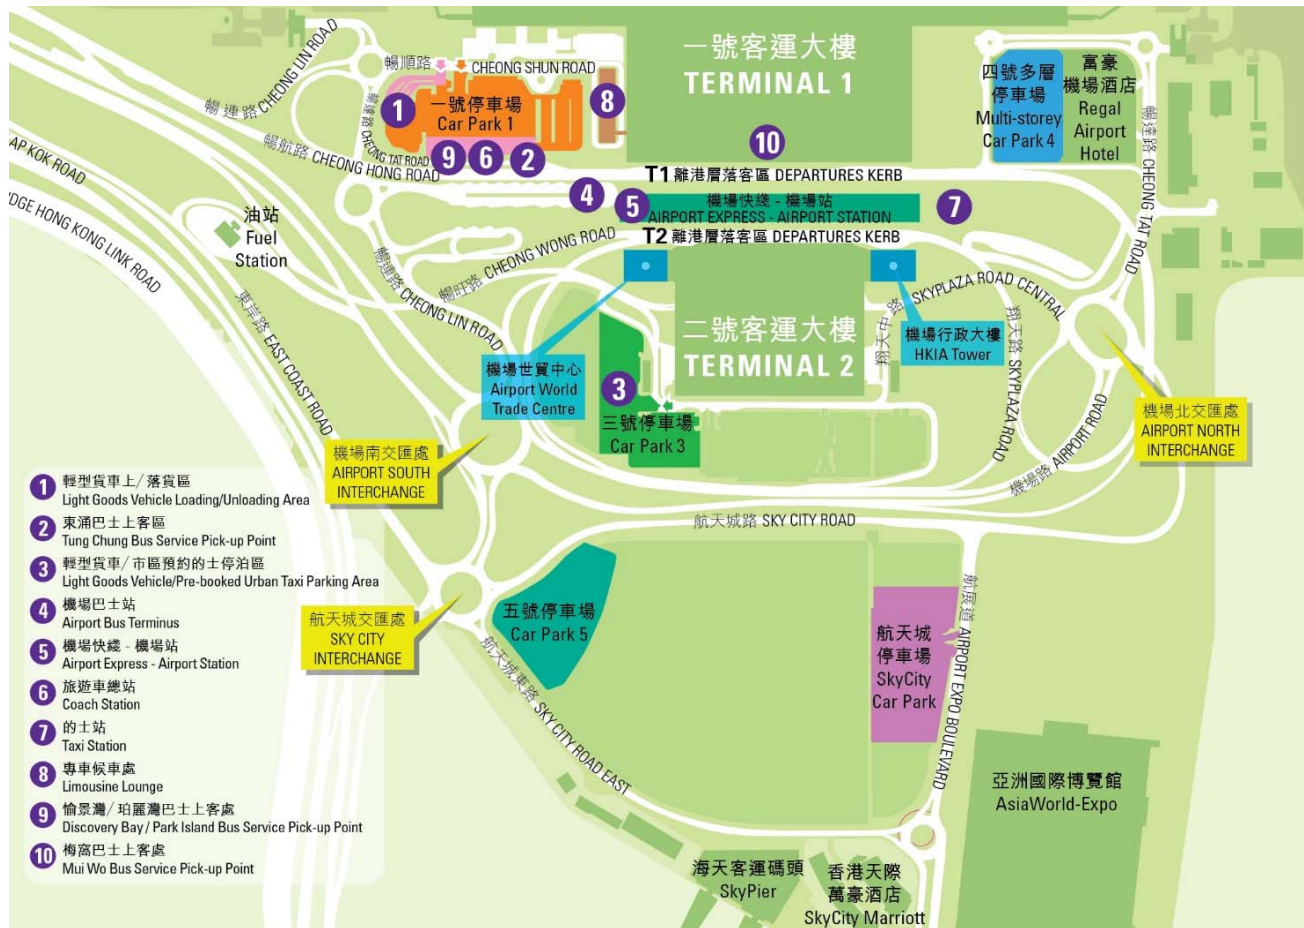 一號客運大樓
TERMINAL 1
暢順路
CHEONG SHUN ROAD
暢連路 CHEONG LIN ROAD
暢達路 CHEONG TAT ROAD
暢航路 CHEONG HONG ROAD
1
一號停車場
Car Park 1
8
9
6
2
10
四號多層
停車場
Multi-storey
Car Park 4
富豪
機場酒店
Regal
Airport
Hotel
暢達路 CHEONG TAT ROAD
AP KOK ROAD
IDGE HONG KONG LINK ROAD
T1 離港層落客區 DEPARTURES KERB
4
5
機場快綫 - 機場站
AIRPORT EXPRESS - AIRPORT STATION
7
T2 離港層落客區 DEPARTURES KERB
油站
Fuel
Station
暢旺路 CHEONG WONG ROAD
暢連路 CHEONG LIN ROAD
東岸路 EAST COAST ROAD
二號客運大樓
TERMINAL 2
翔天中路 SKYPLAZA ROAD CENTRAL
翔天路 SKYPLAZA ROAD
機場行政大樓
HKIA Tower
機場世貿中心
Airport World
Trade Centre
3
三號停車場
Car Park 3
機場北交匯處
AIRPORT NORTH
INTERCHANGE
機場南交匯處
AIRPORT SOUTH
INTERCHANGE
機場路 AIRPORT ROAD
航天城路 SKY CITY ROAD
五號停車場
Car Park 5
航天城交匯處
SKY CITY
INTERCHANGE
航天城東路 SKY CITY ROAD EAST
航天城
停車場
SkyCity
Car Park
航展道 AIRPORT EXPO BOULEVARD
亞洲國際博覽館
AsiaWorld-Expo
海天客運碼頭
SkyPier
香港天際
萬豪酒店
SkyCity Marriott
1 輕型貨車上/落貨區
Light Goods Vehicle Loading/Unloading Area
2 東涌巴士上客區
Tung Chung Bus Service Pick-up Point
3 輕型貨車/市區預約的士停泊區
Light Goods Vehicle/Pre-booked Urban Taxi Parking Area
4 機場巴士站
Airport Bus Terminus
5 機場快綫 - 機場站
Airport Express - Airport Station
6 旅遊車總站
Coach Station
7 的士站
Taxi Station
8 專車候車處
Limousine Lounge
9 愉景灣/珀麗灣巴士上客處
Discovery Bay / Park Island Bus Service Pick-up Point
10 梅窩巴士上客處
Mui Wo Bus Service Pick-up Point